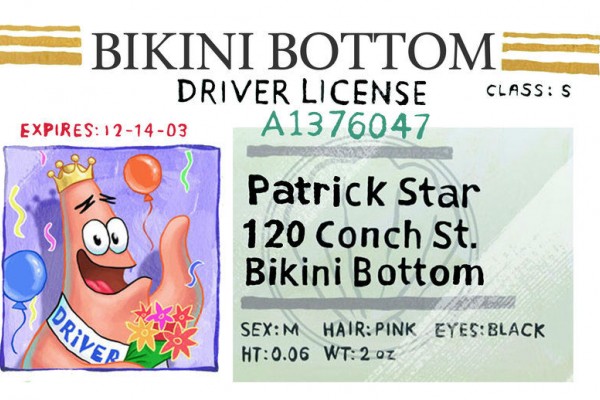 BIKINI BOTTOM
DRIVER LICENSE
CLASS: 5
EXPIRES: 12-14-03
A1376047
Patrick Star
120 Conch St.
Bikini Bottom
SEX: M HAIR: PINK EYES: BLACK
HT: 0.06 WT: 2 oz
DRiVER